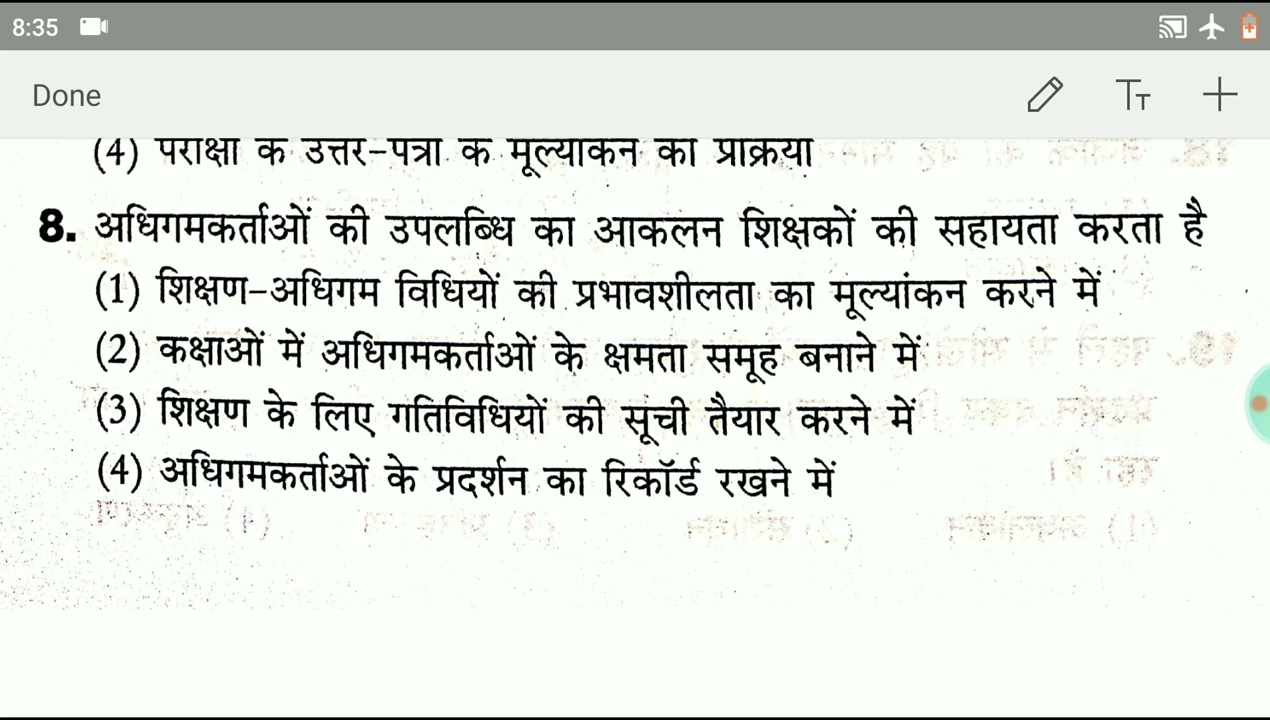 8:35
Done
(4) परीक्षा के उत्तर-पत्रों के मूल्यांकन की प्रक्रिया
8. अधिगमकर्ताओं की उपलब्धि का आकलन शिक्षकों की सहायता करता है
(1) शिक्षण-अधिगम विधियों की प्रभावशीलता का मूल्यांकन करने में
(2) कक्षाओं में अधिगमकर्ताओं के क्षमता समूह बनाने में
(3) शिक्षण के लिए गतिविधियों की सूची तैयार करने में
(4) अधिगमकर्ताओं के प्रदर्शन का रिकॉर्ड रखने में